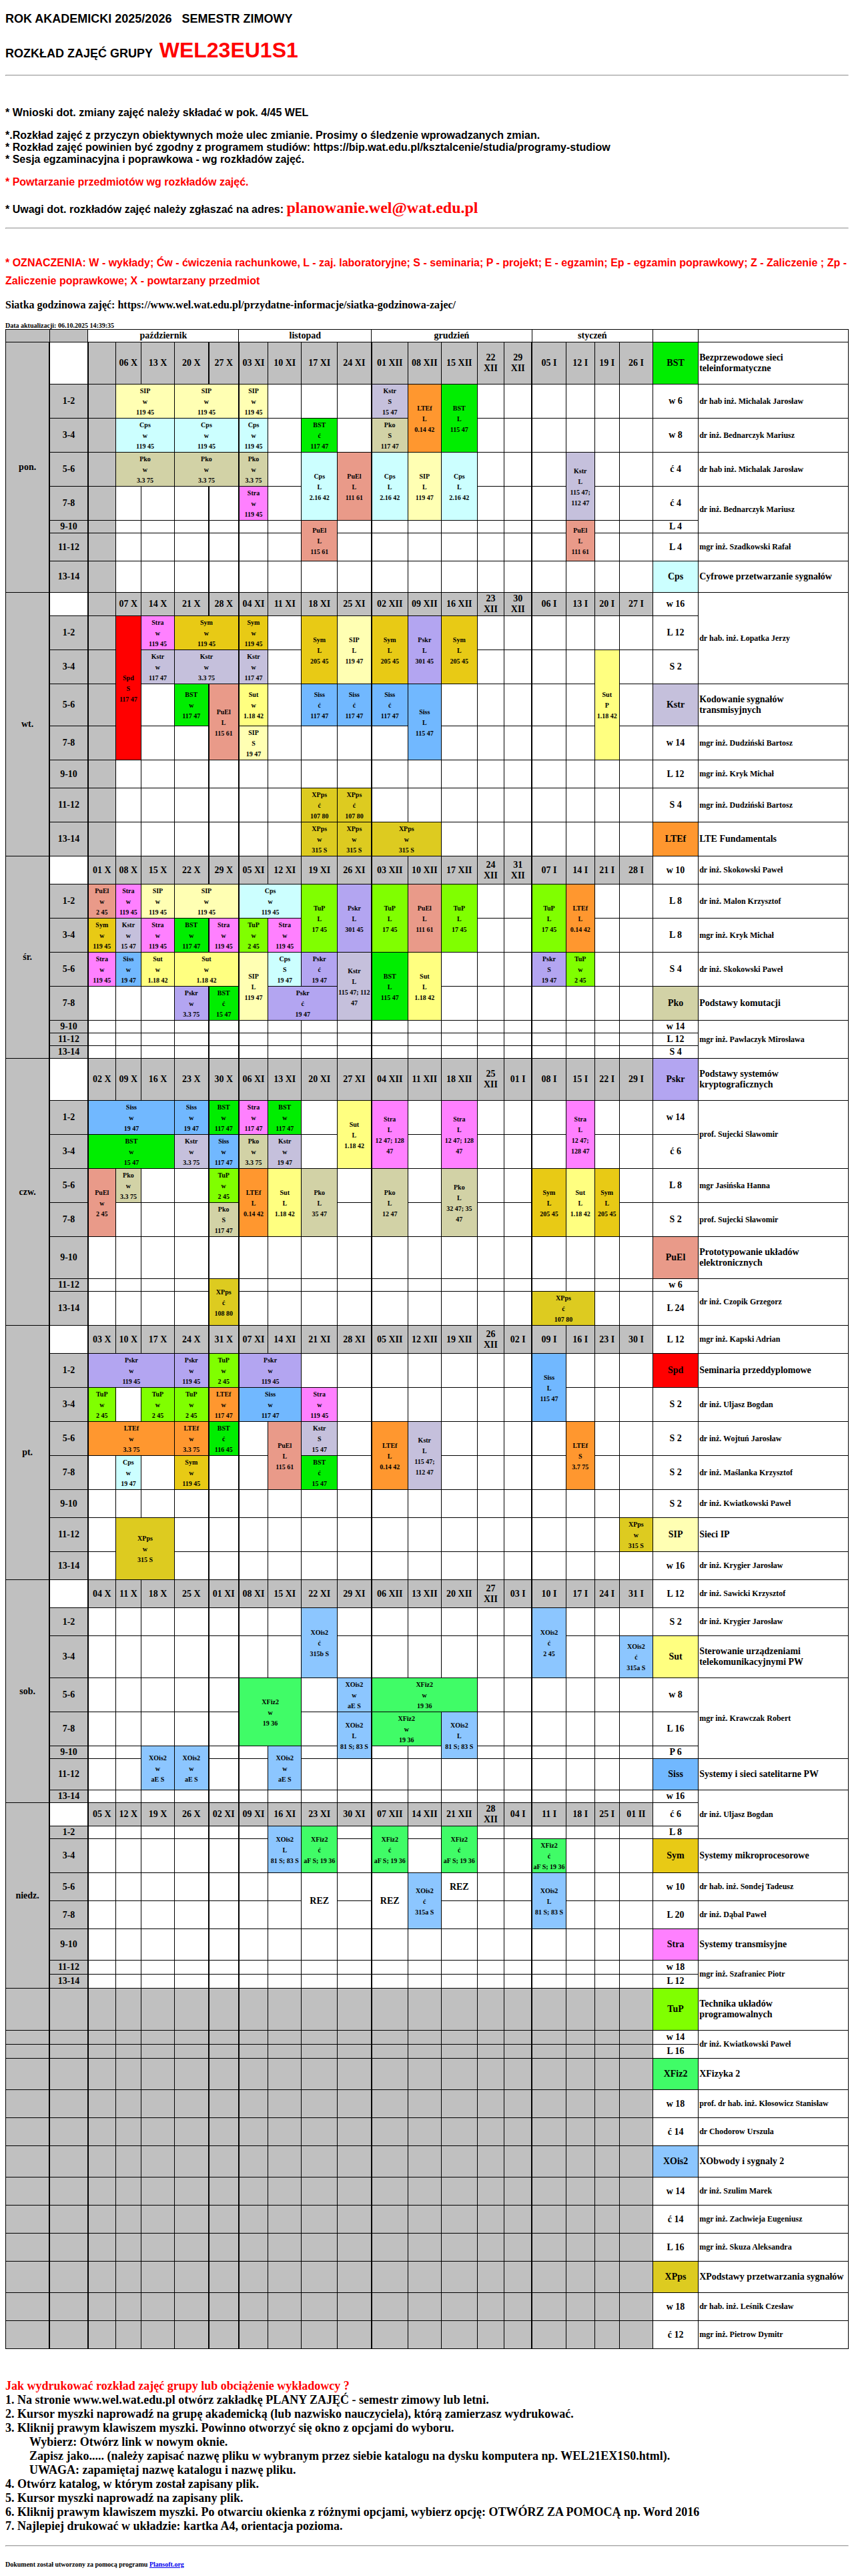 ROK AKADEMICKI 2025/2026 SEMESTR ZIMOWY
ROZKŁAD ZAJĘĆ GRUPY WEL23EU1S1
* Wnioski dot. zmiany zajęć należy składać w pok. 4/45 WEL
*.Rozkład zajęć z przyczyn obiektywnych może ulec zmianie. Prosimy o śledzenie wprowadzanych zmian.
* Rozkład zajęć powinien być zgodny z programem studiów: https://bip.wat.edu.pl/ksztalcenie/studia/programy-studiow
* Sesja egzaminacyjna i poprawkowa - wg rozkładów zajęć.
* Powtarzanie przedmiotów wg rozkładów zajęć.
* Uwagi dot. rozkładów zajęć należy zgłaszać na adres: planowanie.wel@wat.edu.pl
* OZNACZENIA: W - wykłady; Ćw - ćwiczenia rachunkowe, L - zaj. laboratoryjne; S - seminaria; P - projekt; E - egzamin; Ep - egzamin poprawkowy; Z - Zaliczenie ; Zp -
Zaliczenie poprawkowe; X - powtarzany przedmiot
Siatka godzinowa zajęć: https://www.wel.wat.edu.pl/przydatne-informacje/siatka-godzinowa-zajec/
Data aktualizacji: 06.10.2025 14:39:35
październik listopad grudzień styczeń
pon. 06 X 13 X 20 X 27 X 03 XI 10 XI 17 XI 24 XI 01 XII 08 XII 15 XII 22 XII 29 XII 05 I 12 I 19 I 26 I BST Bezprzewodowe sieci teleinformatyczne
1-2 SIP w 119 45 SIP w 119 45 SIP w 119 45 Kstr S 15 47 LTEf L 0.14 42 BST L 115 47 w 6 dr hab inż. Michalak Jarosław
3-4 Cps w 119 45 Cps w 119 45 Cps w 119 45 BST ć 117 47 Pko S 117 47 w 8 dr inż. Bednarczyk Mariusz
5-6 Pko w 3.3 75 Pko w 3.3 75 Pko w 3.3 75 Cps L 2.16 42 PuEl L 111 61 Cps L 2.16 42 SIP L 119 47 Cps L 2.16 42 Kstr L 115 47; 112 47 ć 4 dr hab inż. Michalak Jarosław
7-8 Stra w 119 45 ć 4 dr inż. Bednarczyk Mariusz
9-10 PuEl L 115 61 PuEl L 111 61 L 4
11-12 L 4 mgr inż. Szadkowski Rafał
13-14 Cps Cyfrowe przetwarzanie sygnałów
wt. 07 X 14 X 21 X 28 X 04 XI 11 XI 18 XI 25 XI 02 XII 09 XII 16 XII 23 XII 30 XII 06 I 13 I 20 I 27 I w 16 dr hab. inż. Łopatka Jerzy
1-2 Spd S 117 47 Stra w 119 45 Sym w 119 45 Sym w 119 45 Sym L 205 45 SIP L 119 47 Sym L 205 45 Pskr L 301 45 Sym L 205 45 L 12
3-4 Kstr w 117 47 Kstr w 3.3 75 Kstr w 117 47 Sut P 1.18 42 S 2
5-6 BST w 117 47 PuEl L 115 61 Sut w 1.18 42 Siss ć 117 47 Siss ć 117 47 Siss ć 117 47 Siss L 115 47 Kstr Kodowanie sygnałów transmisyjnych
7-8 SIP S 19 47 w 14 mgr inż. Dudziński Bartosz
9-10 L 12 mgr inż. Kryk Michał
11-12 XPps ć 107 80 XPps ć 107 80 S 4 mgr inż. Dudziński Bartosz
13-14 XPps w 315 S XPps w 315 S XPps w 315 S LTEf LTE Fundamentals
śr. 01 X 08 X 15 X 22 X 29 X 05 XI 12 XI 19 XI 26 XI 03 XII 10 XII 17 XII 24 XII 31 XII 07 I 14 I 21 I 28 I w 10 dr inż. Skokowski Paweł
1-2 PuEl w 2 45 Stra w 119 45 SIP w 119 45 SIP w 119 45 Cps w 119 45 TuP L 17 45 Pskr L 301 45 TuP L 17 45 PuEl L 111 61 TuP L 17 45 TuP L 17 45 LTEf L 0.14 42 L 8 dr inż. Malon Krzysztof
3-4 Sym w 119 45 Kstr w 15 47 Stra w 119 45 BST w 117 47 Stra w 119 45 TuP w 2 45 Stra w 119 45 L 8 mgr inż. Kryk Michał
5-6 Stra w 119 45 Siss w 19 47 Sut w 1.18 42 Sut w 1.18 42 SIP L 119 47 Cps S 19 47 Pskr ć 19 47 Kstr L 115 47; 112 47 BST L 115 47 Sut L 1.18 42 Pskr S 19 47 TuP w 2 45 S 4 dr inż. Skokowski Paweł
7-8 Pskr w 3.3 75 BST ć 15 47 Pskr ć 19 47 Pko Podstawy komutacji
9-10 w 14
11-12 L 12 mgr inż. Pawlaczyk Mirosława
13-14 S 4
czw. 02 X 09 X 16 X 23 X 30 X 06 XI 13 XI 20 XI 27 XI 04 XII 11 XII 18 XII 25 XII 01 I 08 I 15 I 22 I 29 I Pskr Podstawy systemów kryptograficznych
1-2 Siss w 19 47 Siss w 19 47 BST w 117 47 Stra w 117 47 BST w 117 47 Sut L 1.18 42 Stra L 12 47; 128 47 Stra L 12 47; 128 47 Stra L 12 47; 128 47 w 14 prof. Sujecki Sławomir
3-4 BST w 15 47 Kstr w 3.3 75 Siss w 117 47 Pko w 3.3 75 Kstr w 19 47 ć 6
5-6 PuEl w 2 45 Pko w 3.3 75 TuP w 2 45 LTEf L 0.14 42 Sut L 1.18 42 Pko L 35 47 Pko L 12 47 Pko L 32 47; 35 47 Sym L 205 45 Sut L 1.18 42 Sym L 205 45 L 8 mgr Jasińska Hanna
7-8 Pko S 117 47 S 2 prof. Sujecki Sławomir
9-10 PuEl Prototypowanie układów elektronicznych
11-12 XPps ć 108 80 w 6 dr inż. Czopik Grzegorz
13-14 XPps ć 107 80 L 24
pt. 03 X 10 X 17 X 24 X 31 X 07 XI 14 XI 21 XI 28 XI 05 XII 12 XII 19 XII 26 XII 02 I 09 I 16 I 23 I 30 I L 12 mgr inż. Kapski Adrian
1-2 Pskr w 119 45 Pskr w 119 45 TuP w 2 45 Pskr w 119 45 Siss L 115 47 Spd Seminaria przeddyplomowe
3-4 TuP w 2 45 TuP w 2 45 TuP w 2 45 LTEf w 117 47 Siss w 117 47 Stra w 119 45 S 2 dr inż. Uljasz Bogdan
5-6 LTEf w 3.3 75 LTEf w 3.3 75 BST ć 116 45 PuEl L 115 61 Kstr S 15 47 LTEf L 0.14 42 Kstr L 115 47; 112 47 LTEf S 3.7 75 S 2 dr inż. Wojtuń Jarosław
7-8 Cps w 19 47 Sym w 119 45 BST ć 15 47 S 2 dr inż. Maślanka Krzysztof
9-10 S 2 dr inż. Kwiatkowski Paweł
11-12 XPps w 315 S XPps w 315 S SIP Sieci IP
13-14 w 16 dr inż. Krygier Jarosław
sob. 04 X 11 X 18 X 25 X 01 XI 08 XI 15 XI 22 XI 29 XI 06 XII 13 XII 20 XII 27 XII 03 I 10 I 17 I 24 I 31 I L 12 dr inż. Sawicki Krzysztof
1-2 XOis2 ć 315b S XOis2 ć 2 45 S 2 dr inż. Krygier Jarosław
3-4 XOis2 ć 315a S Sut Sterowanie urządzeniami telekomunikacyjnymi PW
5-6 XFiz2 w 19 36 XOis2 w aE S XFiz2 w 19 36 w 8 mgr inż. Krawczak Robert
7-8 XOis2 L 81 S; 83 S XFiz2 w 19 36 XOis2 L 81 S; 83 S L 16
9-10 XOis2 w aE S XOis2 w aE S XOis2 w aE S P 6
11-12 Siss Systemy i sieci satelitarne PW
13-14 w 16 dr inż. Uljasz Bogdan
niedz. 05 X 12 X 19 X 26 X 02 XI 09 XI 16 XI 23 XI 30 XI 07 XII 14 XII 21 XII 28 XII 04 I 11 I 18 I 25 I 01 II ć 6
1-2 XOis2 L 81 S; 83 S XFiz2 ć aF S; 19 36 XFiz2 ć aF S; 19 36 XFiz2 ć aF S; 19 36 L 8
3-4 XFiz2 ć aF S; 19 36 Sym Systemy mikroprocesorowe
5-6 REZ REZ XOis2 ć 315a S REZ XOis2 L 81 S; 83 S w 10 dr hab. inż. Sondej Tadeusz
7-8 L 20 dr inż. Dąbal Paweł
9-10 Stra Systemy transmisyjne
11-12 w 18 mgr inż. Szafraniec Piotr
13-14 L 12
TuP Technika układów programowalnych
w 14 dr inż. Kwiatkowski Paweł
L 16
XFiz2 XFizyka 2
w 18 prof. dr hab. inż. Kłosowicz Stanisław
ć 14 dr Chodorow Urszula
XOis2 XObwody i sygnały 2
w 14 dr inż. Szulim Marek
ć 14 mgr inż. Zachwieja Eugeniusz
L 16 mgr inż. Skuza Aleksandra
XPps XPodstawy przetwarzania sygnałów
w 18 dr hab. inż. Leśnik Czesław
ć 12 mgr inż. Pietrow Dymitr
Jak wydrukować rozkład zajęć grupy lub obciążenie wykładowcy ?
1. Na stronie www.wel.wat.edu.pl otwórz zakładkę PLANY ZAJĘĆ - semestr zimowy lub letni.
2. Kursor myszki naprowadź na grupę akademicką (lub nazwisko nauczyciela), którą zamierzasz wydrukować.
3. Kliknij prawym klawiszem myszki. Powinno otworzyć się okno z opcjami do wyboru.
Wybierz: Otwórz link w nowym oknie.
Zapisz jako..... (należy zapisać nazwę pliku w wybranym przez siebie katalogu na dysku komputera np. WEL21EX1S0.html).
UWAGA: zapamiętaj nazwę katalogu i nazwę pliku.
4. Otwórz katalog, w którym został zapisany plik.
5. Kursor myszki naprowadź na zapisany plik.
6. Kliknij prawym klawiszem myszki. Po otwarciu okienka z różnymi opcjami, wybierz opcję: OTWÓRZ ZA POMOCĄ np. Word 2016
7. Najlepiej drukować w układzie: kartka A4, orientacja pozioma.
Dokument został utworzony za pomocą programu Plansoft.org